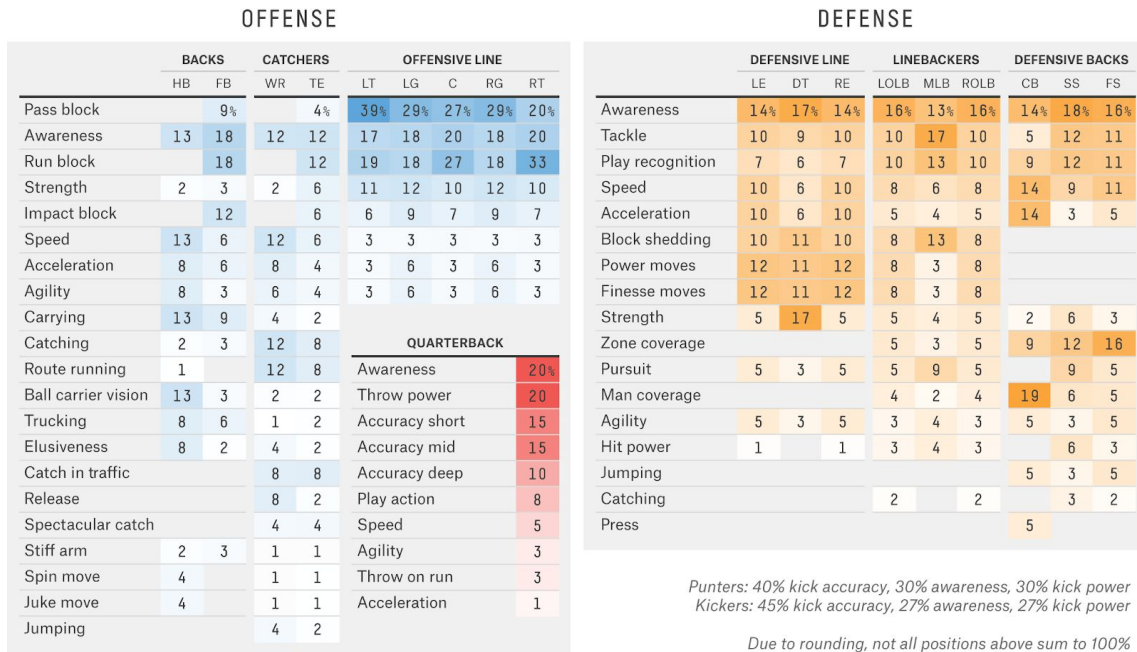 OFFENSE
BACKS CATCHERS OFFENSIVE LINE
HB FB WR TE LT LG C RG RT
Pass block 9% 4% 39% 29% 27% 29% 20%
Awareness 13 18 12 12 17 18 20 18 20
Run block 18 12 19 18 27 18 33
Strength 2 3 2 6 11 12 10 12 10
Impact block 12 6 6 9 7 9 7
Speed 13 6 12 6 3 3 3 3 3
Acceleration 8 6 8 4 3 6 3 6 3
Agility 8 3 6 4 3 6 3 6 3
Carrying 13 9 4 2
Catching 2 3 12 8
Route running 1 12 8
Ball carrier vision 13 3 2 2
Trucking 8 6 1 2
Elusiveness 8 2 4 2
Catch in traffic 8 8
Release 8 2
Spectacular catch 4 4
Stiff arm 2 3 1 1
Spin move 4 1 1
Juke move 4 1 1
Jumping 4 2
QUARTERBACK
Awareness 20%
Throw power 20
Accuracy short 15
Accuracy mid 15
Accuracy deep 10
Play action 8
Speed 5
Agility 3
Throw on run 3
Acceleration 1
DEFENSE
DEFENSIVE LINE LINEBACKERS DEFENSIVE BACKS
LE DT RE LOLB MLB ROLB CB SS FS
Awareness 14% 17% 14% 16% 13% 16% 14% 18% 16%
Tackle 10 9 10 10 17 10 5 12 11
Play recognition 7 6 7 10 13 10 9 12 11
Speed 10 6 10 8 6 8 14 9 11
Acceleration 10 6 10 5 4 5 14 3 5
Block shedding 10 11 10 8 13 8
Power moves 12 11 12 8 3 8
Finesse moves 12 11 12 8 3 8
Strength 5 17 5 5 4 5 2 6 3
Zone coverage 5 3 5 9 12 16
Pursuit 5 3 5 5 9 5 9 5
Man coverage 4 2 4 19 6 5
Agility 5 3 5 3 4 3 5 3 5
Hit power 1 1 3 4 3 6 3
Jumping 5 3 5
Catching 2 2 3 2
Press 5
Punters: 40% kick accuracy, 30% awareness, 30% kick power
Kickers: 45% kick accuracy, 27% awareness, 27% kick power
Due to rounding, not all positions above sum to 100%